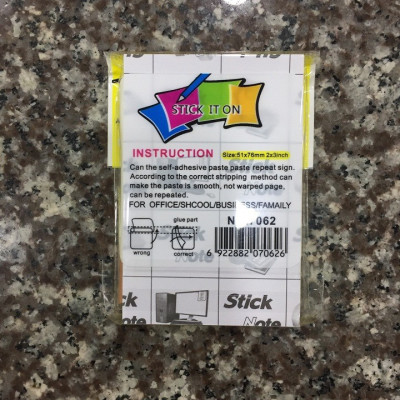 STICK IT ON
INSTRUCTION Size:51x76mm 2x3inch
Can the self-adhesive paste paste repeat sign.
According to the correct stripping method can
make the paste is smooth, not warped page,
can be repeated.
FOR OFFICE/SHCOOL/BUSINESS/FAMAILY
glue part
wrong correct
062
6 922882 070626
Stick
Note
Stick
Note